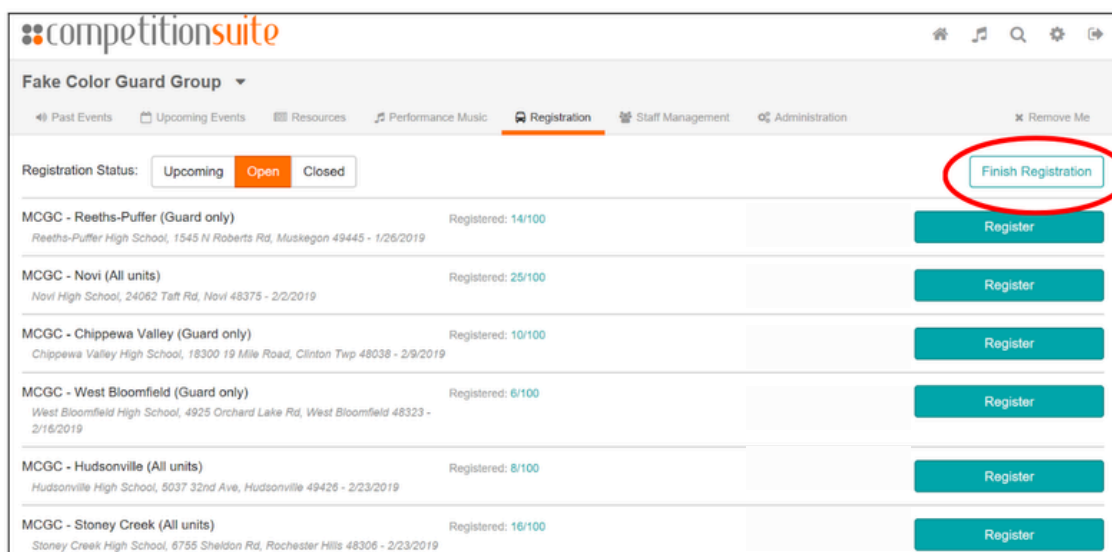 competitionsuite
Fake Color Guard Group
Past Events Upcoming Events Resources Performance Music Registration Staff Management Administration Remove Me
Registration Status: Upcoming Open Closed Finish Registration
MCGC - Reeths-Puffer (Guard only) Registered: 14/100 Register
Reeths-Puffer High School, 1545 N Roberts Rd, Muskegon 49445 - 1/26/2019
MCGC - Novi (All units) Registered: 25/100 Register
Novi High School, 24062 Taft Rd, Novi 48375 - 2/2/2019
MCGC - Chippewa Valley (Guard only) Registered: 10/100 Register
Chippewa Valley High School, 18300 19 Mile Road, Clinton Twp 48038 - 2/9/2019
MCGC - West Bloomfield (Guard only) Registered: 6/100 Register
West Bloomfield High School, 4925 Orchard Lake Rd, West Bloomfield 48323 -
2/16/2019
MCGC - Hudsonville (All units) Registered: 8/100 Register
Hudsonville High School, 5037 32nd Ave, Hudsonville 49426 - 2/23/2019
MCGC - Stoney Creek (All units) Registered: 16/100 Register
Stoney Creek High School, 6755 Sheldon Rd, Rochester Hills 48306 - 2/23/2019